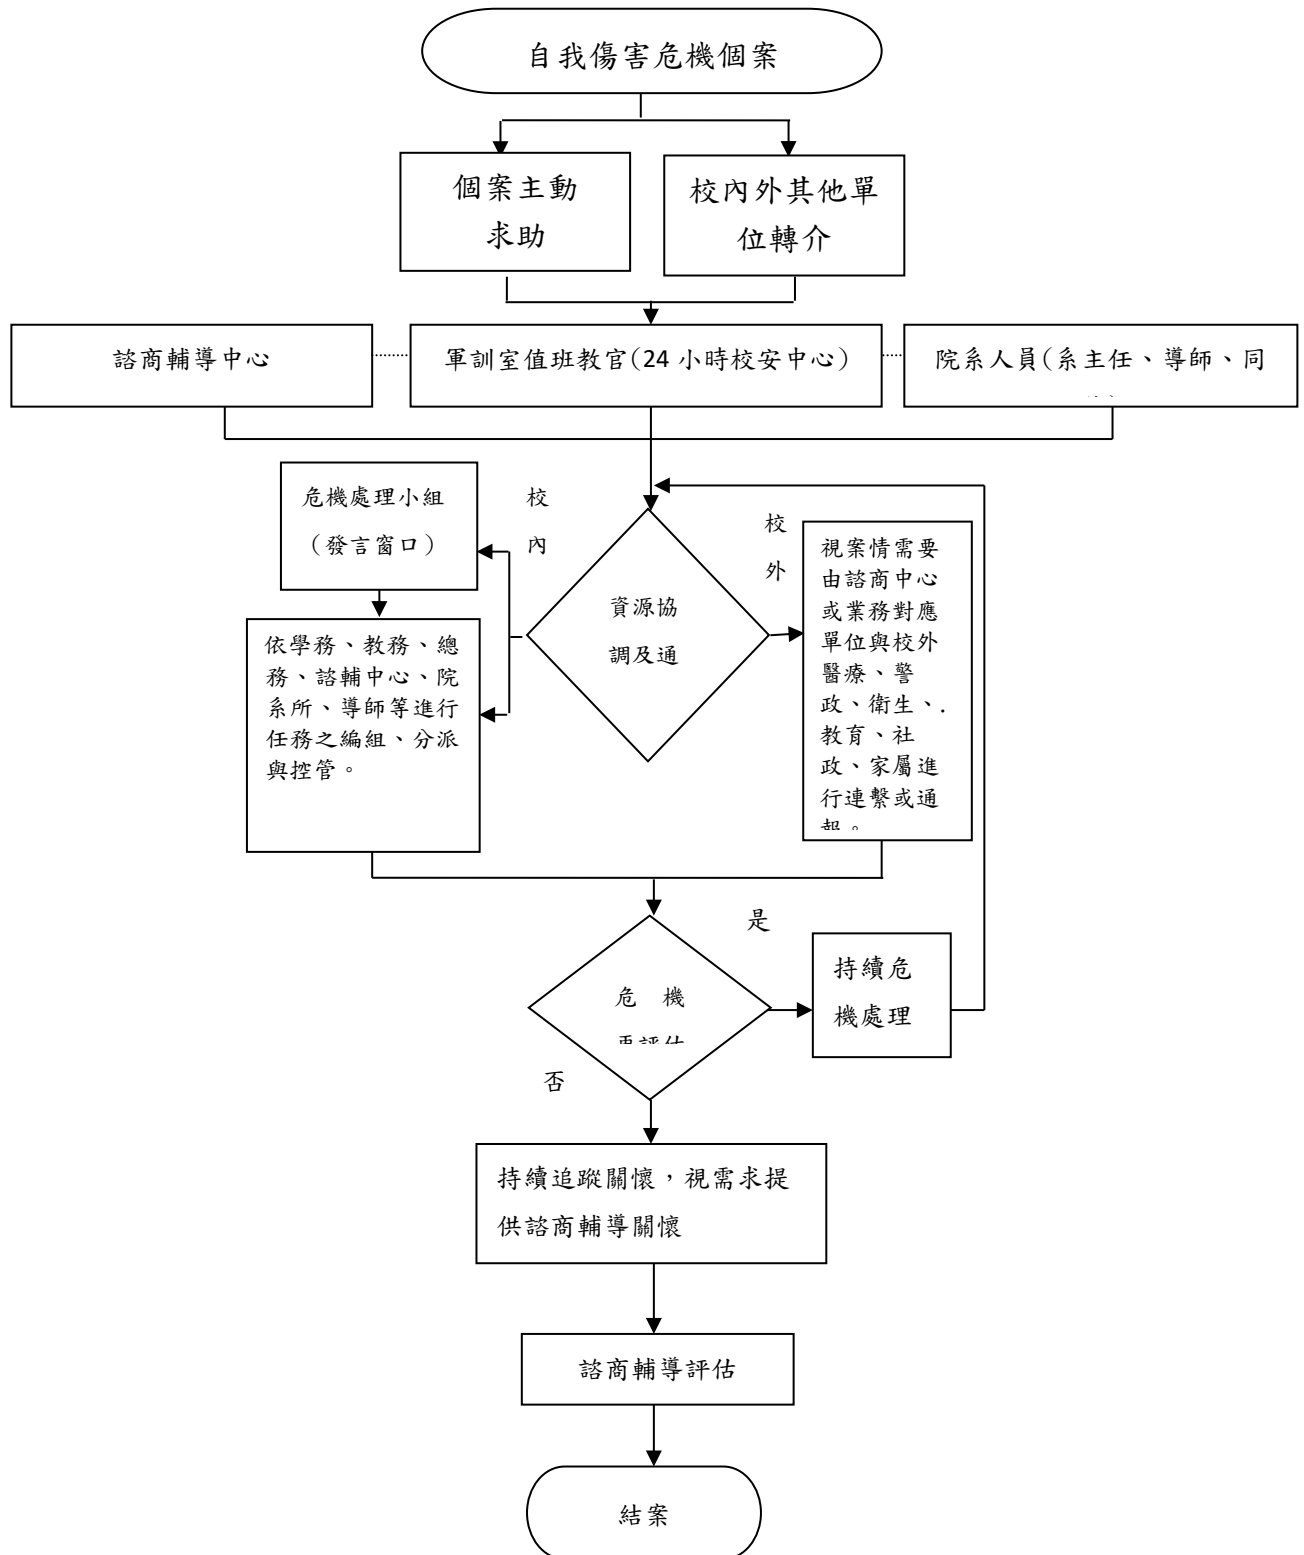 自我傷害危機個案
個案主動
求助
校內外其他單
位轉介
諮商輔導中心
軍訓室值班教官(24 小時校安中心)
院系人員(系主任、導師、同
危機處理小組
(發言窗口)
校
內
校
外
資源協
調及通
依學務、教務、總
務、諮輔中心、院
系所、導師等進行
任務之編組、分派
與控管。
視案情需要
由諮商中心
或業務對應
單位與校外
醫療、警
政、衛生、.
教育、社
政、家屬進
行連繫或通
報。
是
危 機
再評估
持續危
機處理
否
持續追蹤關懷，視需求提
供諮商輔導關懷
諮商輔導評估
結案